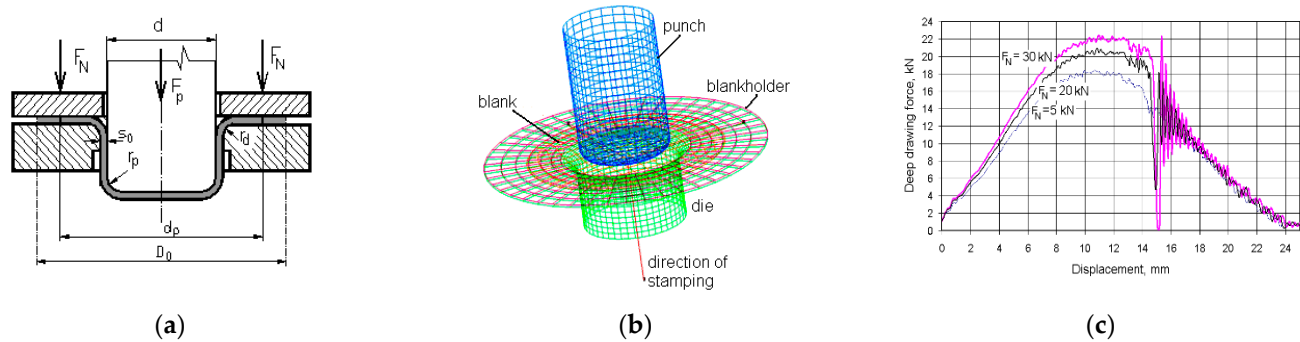 d
F_N
F_p
F_N
s_0
r_d
r_p
d_p
D_0
(a)
punch
blankholder
blank
die
direction of
stamping
(b)
Deep drawing force, kN
24
22
20
18
16
14
12
10
8
6
4
2
0
F_N = 30 kN
F_N = 20 kN
F_N = 5 kN
0 2 4 6 8 10 12 14 16 18 20 22 24
Displacement, mm
(c)